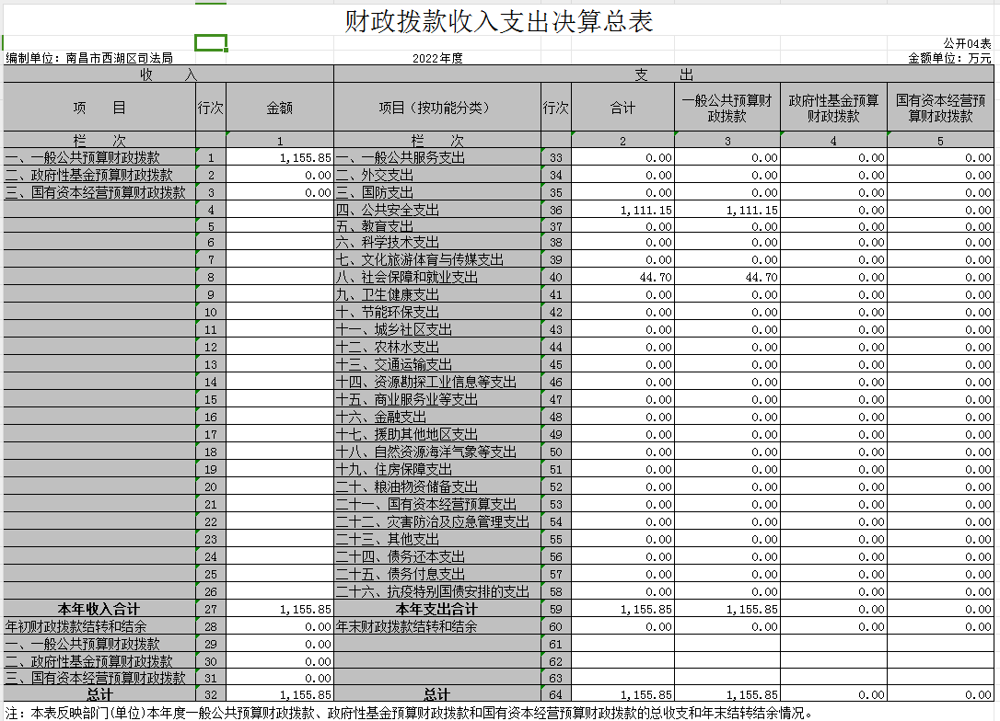 财政拨款收入支出决算总表
公开04表
编制单位：南昌市西湖区司法局 2022年度 金额单位：万元
收 入 支 出
项 目 行次 金额 项目（按功能分类） 行次 合计 一般公共预算财政拨款 政府性基金预算财政拨款 国有资本经营预算财政拨款
栏 次 1 栏 次 2 3 4 5
一、一般公共预算财政拨款 1 1,155.85 一、一般公共服务支出 33 0.00 0.00 0.00 0.00
二、政府性基金预算财政拨款 2 0.00 二、外交支出 34 0.00 0.00 0.00 0.00
三、国有资本经营预算财政拨款 3 0.00 三、国防支出 35 0.00 0.00 0.00 0.00
4 四、公共安全支出 36 1,111.15 1,111.15 0.00 0.00
5 五、教育支出 37 0.00 0.00 0.00 0.00
6 六、科学技术支出 38 0.00 0.00 0.00 0.00
7 七、文化旅游体育与传媒支出 39 0.00 0.00 0.00 0.00
8 八、社会保障和就业支出 40 44.70 44.70 0.00 0.00
9 九、卫生健康支出 41 0.00 0.00 0.00 0.00
10 十、节能环保支出 42 0.00 0.00 0.00 0.00
11 十一、城乡社区支出 43 0.00 0.00 0.00 0.00
12 十二、农林水支出 44 0.00 0.00 0.00 0.00
13 十三、交通运输支出 45 0.00 0.00 0.00 0.00
14 十四、资源勘探工业信息等支出 46 0.00 0.00 0.00 0.00
15 十五、商业服务业等支出 47 0.00 0.00 0.00 0.00
16 十六、金融支出 48 0.00 0.00 0.00 0.00
17 十七、援助其他地区支出 49 0.00 0.00 0.00 0.00
18 十八、自然资源海洋气象等支出 50 0.00 0.00 0.00 0.00
19 十九、住房保障支出 51 0.00 0.00 0.00 0.00
20 二十、粮油物资储备支出 52 0.00 0.00 0.00 0.00
21 二十一、国有资本经营预算支出 53 0.00 0.00 0.00 0.00
22 二十二、灾害防治及应急管理支出 54 0.00 0.00 0.00 0.00
23 二十三、其他支出 55 0.00 0.00 0.00 0.00
24 二十四、债务还本支出 56 0.00 0.00 0.00 0.00
25 二十五、债务付息支出 57 0.00 0.00 0.00 0.00
26 二十六、抗疫特别国债安排的支出 58 0.00 0.00 0.00 0.00
本年收入合计 27 1,155.85 本年支出合计 59 1,155.85 1,155.85 0.00 0.00
年初财政拨款结转和结余 28 0.00 年末财政拨款结转和结余 60 0.00 0.00 0.00 0.00
一、一般公共预算财政拨款 29 0.00 61
二、政府性基金预算财政拨款 30 0.00 62
三、国有资本经营预算财政拨款 31 0.00 63
总计 32 1,155.85 总计 64 1,155.85 1,155.85 0.00 0.00
注：本表反映部门(单位)本年度一般公共预算财政拨款、政府性基金预算财政拨款和国有资本经营预算财政拨款的总收支和年末结转结余情况。